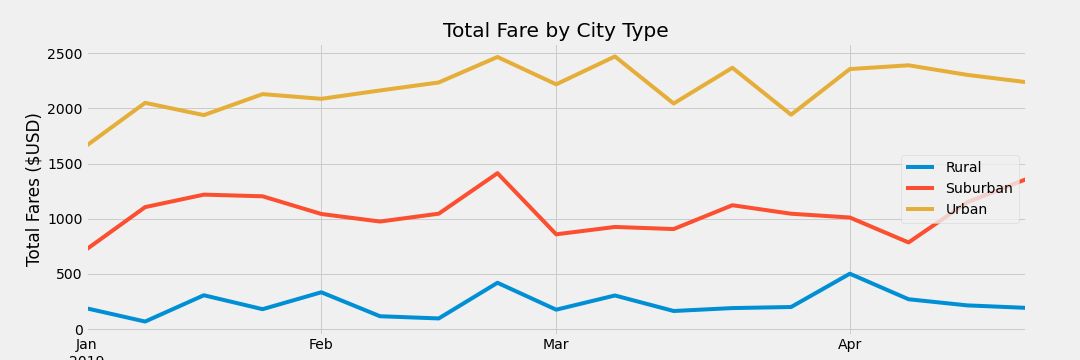 Total Fare by City Type
Total Fares ($USD)
2500
2000
1500
1000
500
0
Rural
Suburban
Urban
Jan
Feb
Mar
Apr